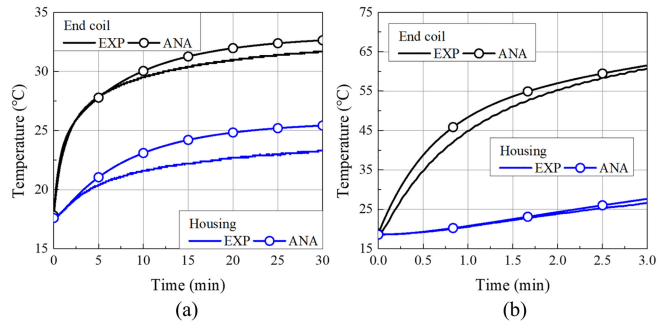 End coil
EXP ANA
Housing
EXP ANA
35
30
25
20
15
0 5 10 15 20 25 30
Temperature (°C)
Time (min)
(a)
End coil
EXP ANA
Housing
EXP ANA
75
65
55
45
35
25
15
0.0 0.5 1.0 1.5 2.0 2.5 3.0
Temperature (°C)
Time (min)
(b)